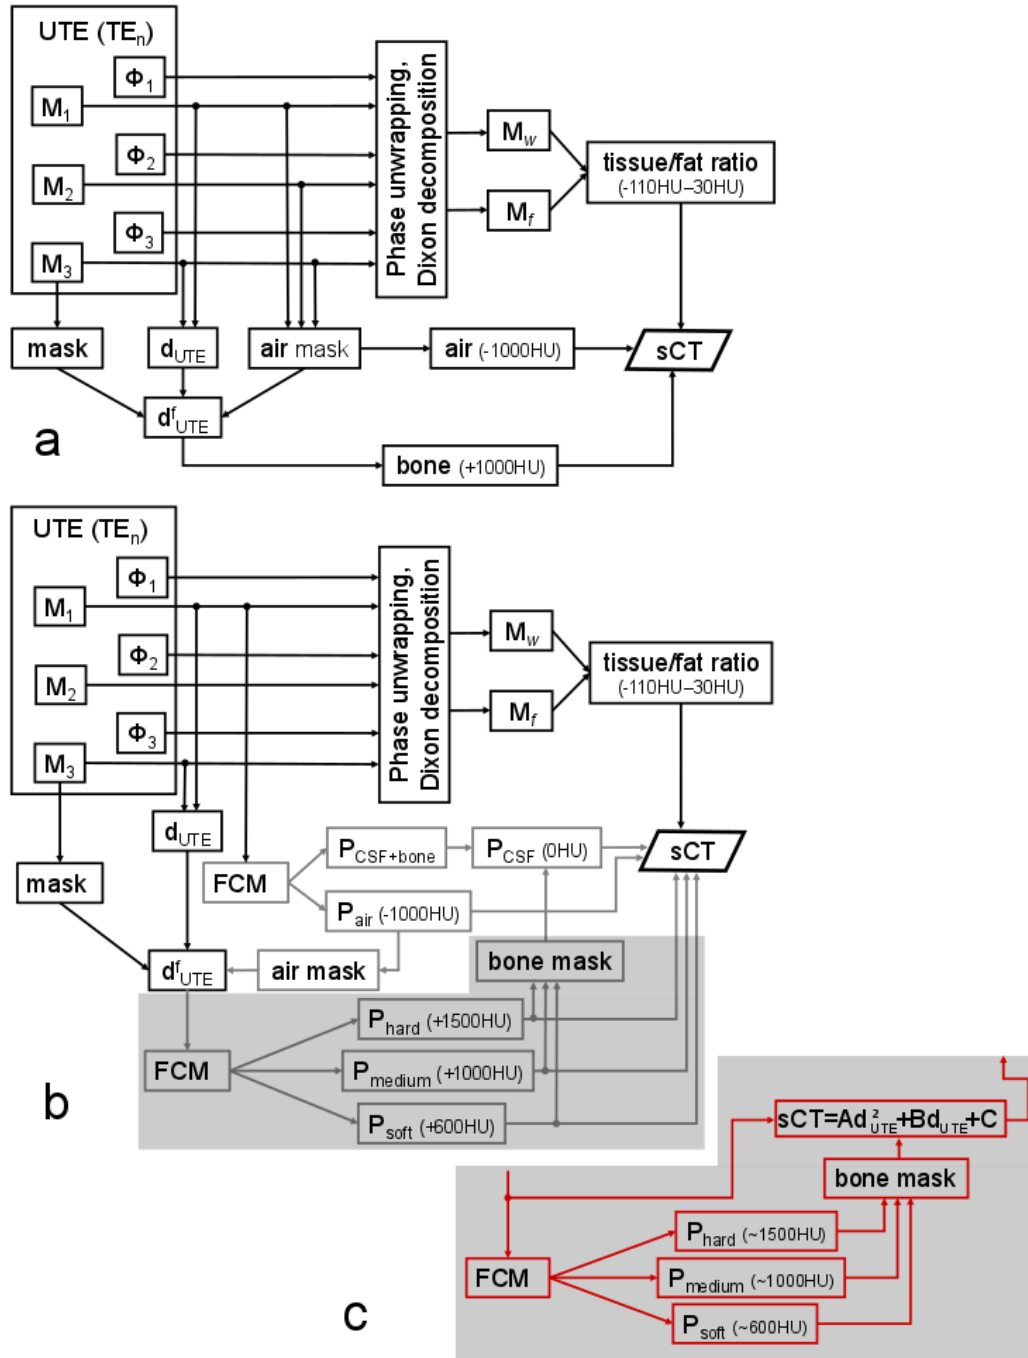 UTE (TEn)
Φ1
M1
Φ2
M2
Φ3
M3
Phase unwrapping,
Dixon decomposition
Mw
Mf
tissue/fat ratio
(-110HU–30HU)
mask
dUTE
air mask
air (-1000HU)
sCT
dfUTE
bone (+1000HU)
a
UTE (TEn)
Φ1
M1
Φ2
M2
Φ3
M3
Phase unwrapping,
Dixon decomposition
Mw
Mf
tissue/fat ratio
(-110HU–30HU)
dUTE
mask
FCM
PCSF+bone
PCSF (0HU)
sCT
Pair (-1000HU)
dfUTE
air mask
bone mask
FCM
Phard (+1500HU)
Pmedium (+1000HU)
Psoft (+600HU)
b
sCT=Ad²UTE+BdUTE+C
bone mask
FCM
Phard (~1500HU)
Pmedium (~1000HU)
Psoft (~600HU)
c